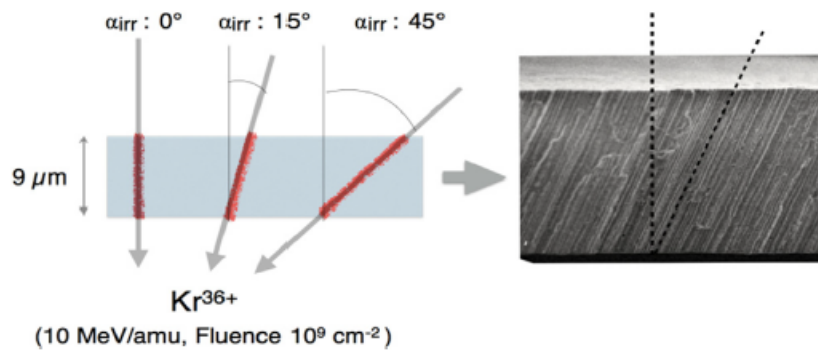 αirr : 0° αirr : 15° αirr : 45°
9 µm
Kr36+
(10 MeV/amu, Fluence 10⁹ cm⁻²)